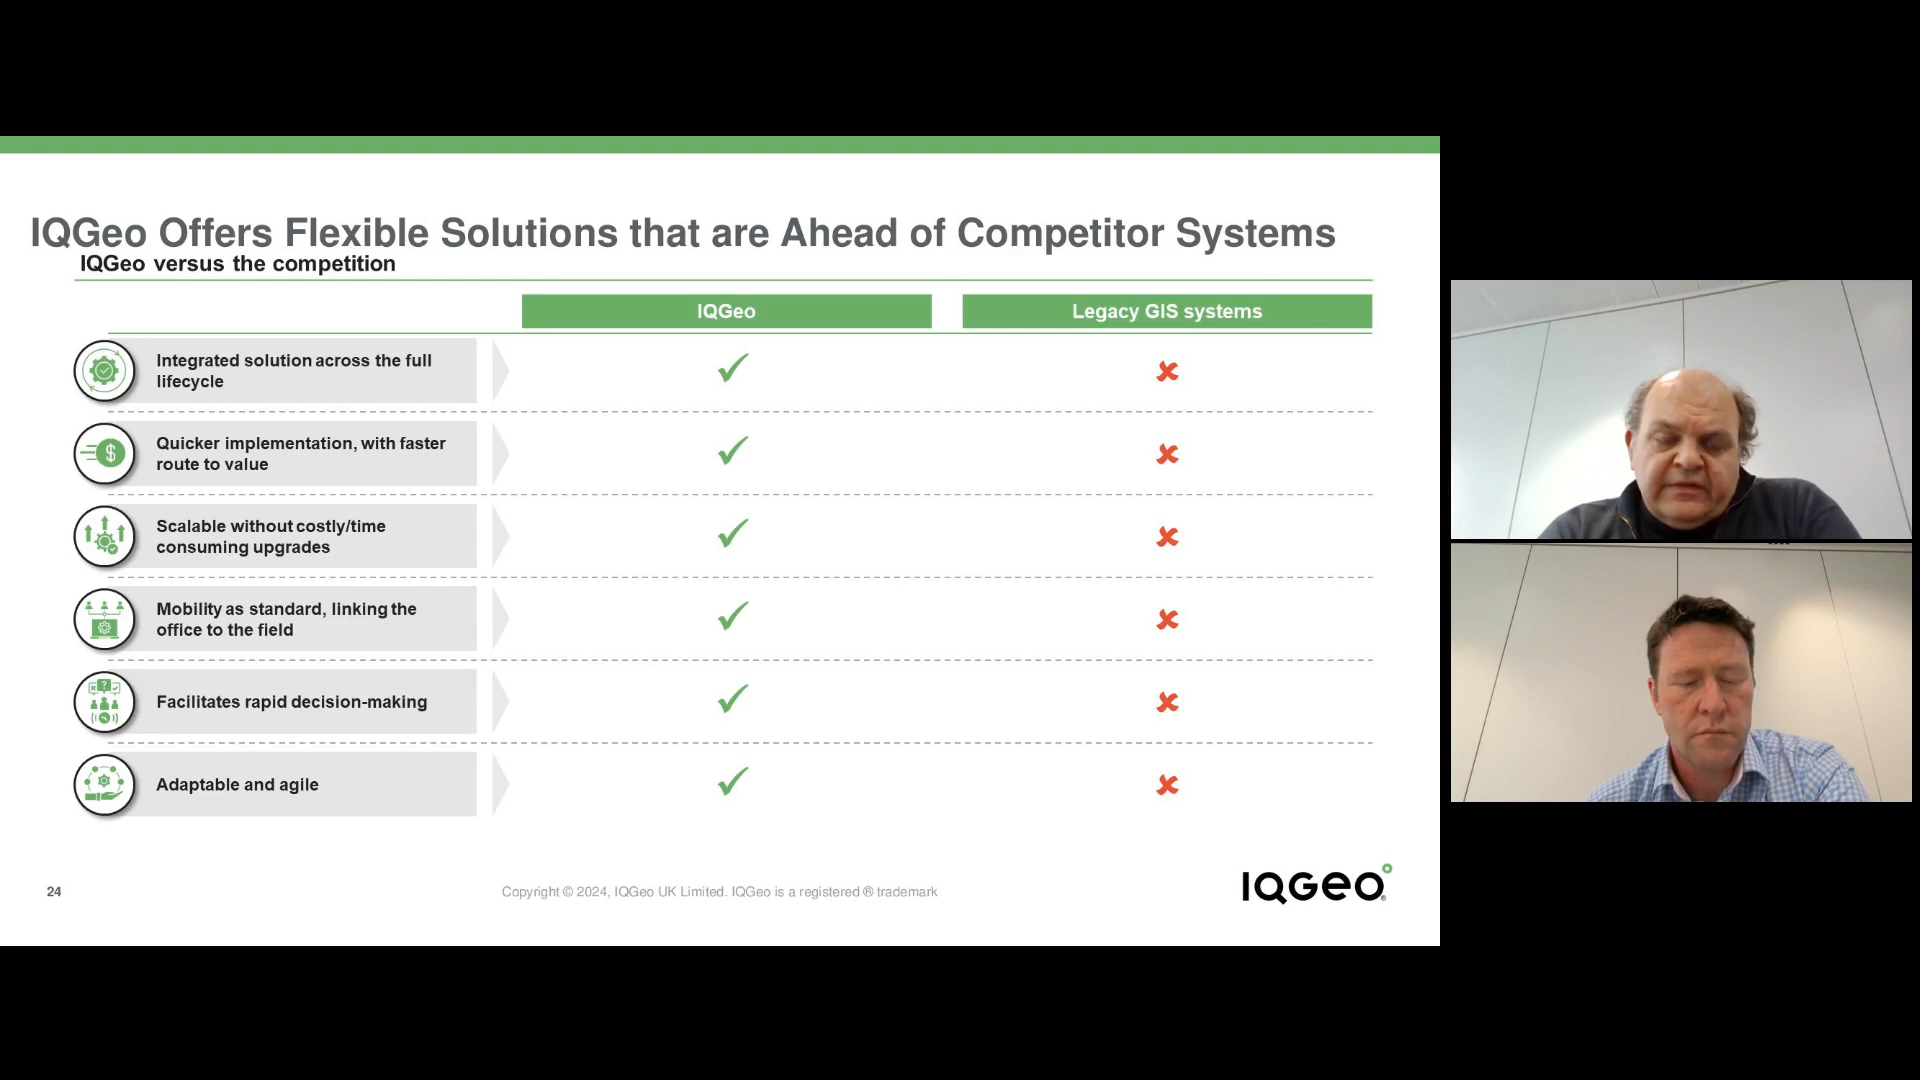 IQGeo Offers Flexible Solutions that are Ahead of Competitor Systems
IQGeo versus the competition
IQGeo
Legacy GIS systems
Integrated solution across the full
lifecycle
Quicker implementation, with faster
route to value
Scalable without costly/time
consuming upgrades
Mobility as standard, linking the
office to the field
Facilitates rapid decision-making
Adaptable and agile
24
Copyright © 2024, IQGeo UK Limited. IQGeo is a registered ® trademark
IQGeo®